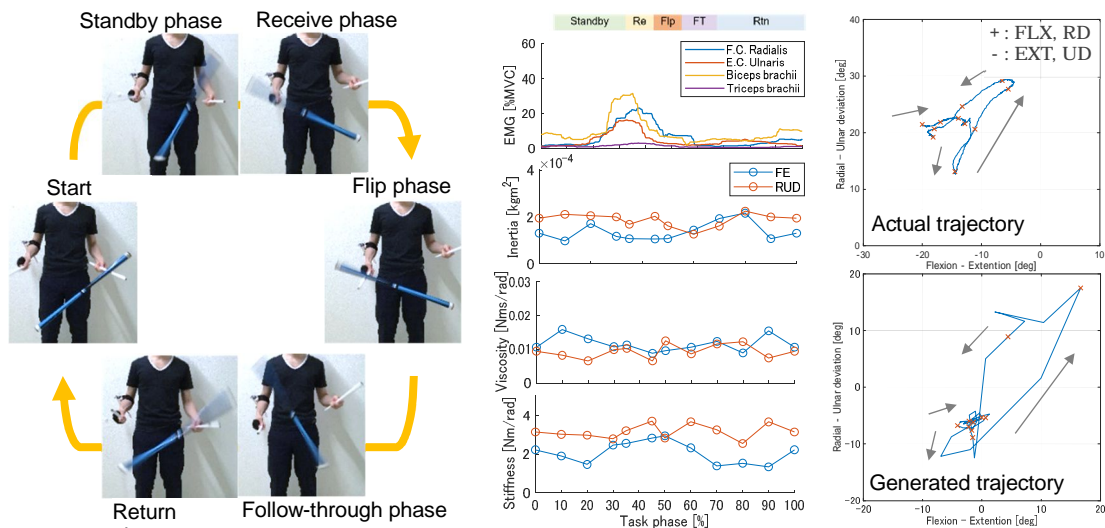 Standby phase
Receive phase
Start
Flip phase
Return
Follow-through phase
Standby
Re
Flp
FT
Rtn
EMG [%MVC]
60
40
20
0
F.C. Radialis
E.C. Ulnaris
Biceps brachii
Triceps brachii
×10⁻⁴
Inertia [kgm²]
4
2
0
FE
RUD
Viscosity [Nms/rad]
0.02
0.01
0
Stiffness [Nm/rad]
4
2
0
0 10 20 30 40 50 60 70 80 90 100
Task phase [%]
+ : FLX, RD
- : EXT, UD
Radial - Ulnar deviation [deg]
40
30
20
10
0
Actual trajectory
-30 -20 -10 0 10
Flexion - Extention [deg]
Radial - Ulnar deviation [deg]
20
10
0
-10
-20
Generated trajectory
-20 -10 0 10 20
Flexion - Extention [deg]